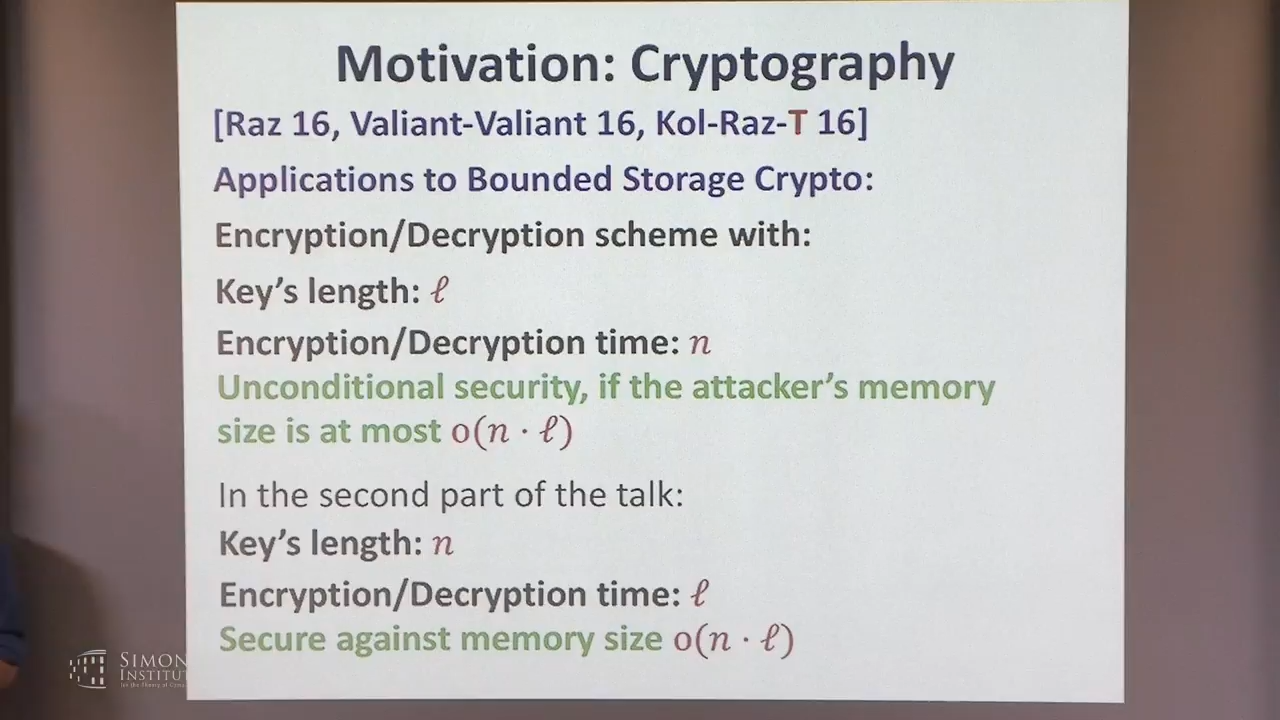 Motivation: Cryptography
[Raz 16, Valiant-Valiant 16, Kol-Raz-T 16]
Applications to Bounded Storage Crypto:
Encryption/Decryption scheme with:
Key's length: ℓ
Encryption/Decryption time: n
Unconditional security, if the attacker's memory
size is at most o(n · ℓ)
In the second part of the talk:
Key's length: n
Encryption/Decryption time: ℓ
Secure against memory size o(n · ℓ)
SIMON
INSTITUT